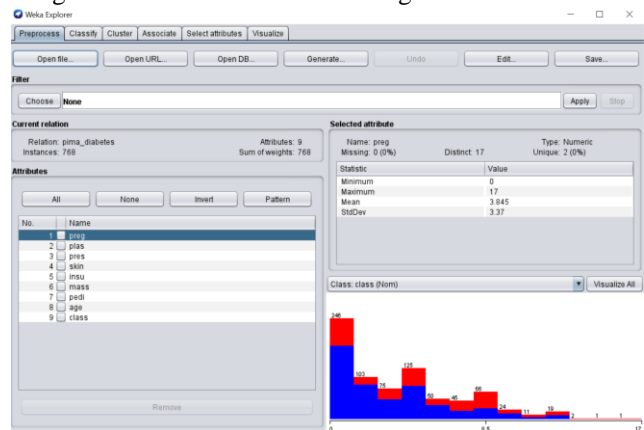 Weka Explorer
Preprocess Classify Cluster Associate Select attributes Visualize
Open file... Open URL... Open DB... Generate... Undo Edit... Save...
Filter
Choose None Apply Stop
Current relation
Relation: pima_diabetes Attributes: 9
Instances: 768 Sum of weights: 768
Attributes
All None Invert Pattern
No. Name
1 preg
2 plas
3 pres
4 skin
5 insu
6 mass
7 pedi
8 age
9 class
Remove
Selected attribute
Name: preg Type: Numeric
Missing: 0 (0%) Distinct: 17 Unique: 2 (0%)
Statistic Value
Minimum 0
Maximum 17
Mean 3.845
StdDev 3.37
Class: class (Nom) Visualize All
246
103
75
125
50
45
66
24
11
19
2
1
1
0 8.5 17